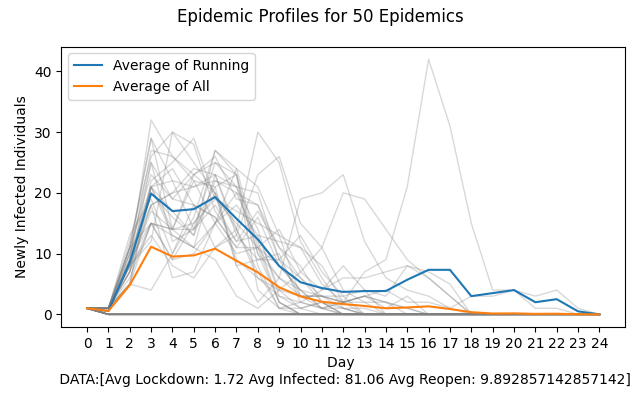 Epidemic Profiles for 50 Epidemics
Newly Infected Individuals
40
30
20
10
0
Average of Running
Average of All
0 1 2 3 4 5 6 7 8 9 10 11 12 13 14 15 16 17 18 19 20 21 22 23 24
Day
DATA:[Avg Lockdown: 1.72 Avg Infected: 81.06 Avg Reopen: 9.892857142857142]